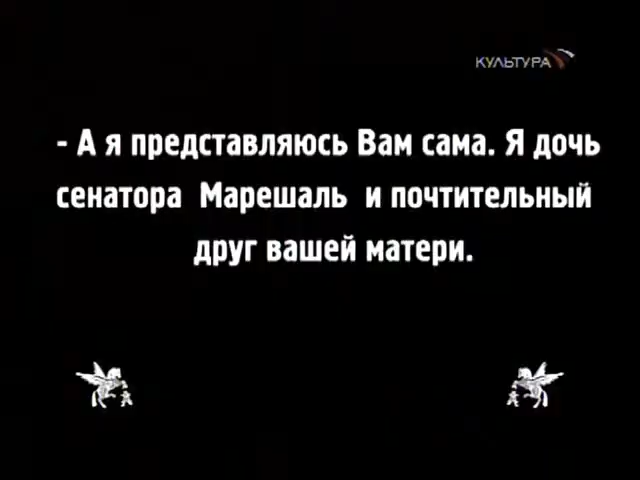 КУЛЬТУРА
- А я представляюсь Вам сама. Я дочь
сенатора Марешаль и почтительный
друг вашей матери.